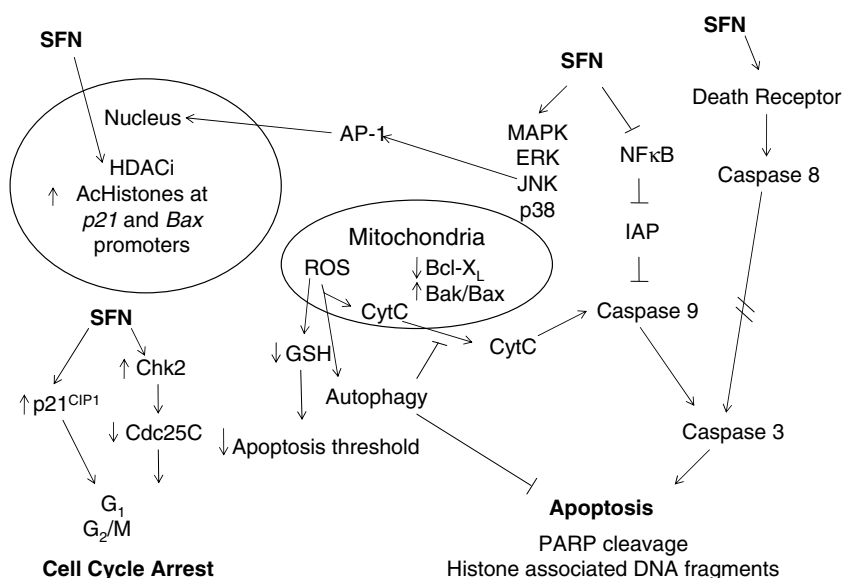 SFN
Nucleus
HDACi
↑ AcHistones at
p21 and Bax
promoters
AP-1
SFN
MAPK
ERK
JNK
p38
NFκB
IAP
Caspase 9
SFN
Death Receptor
Caspase 8
Caspase 3
Mitochondria
ROS
↓ Bcl-XL
↑ Bak/Bax
CytC
CytC
↓ GSH
Autophagy
↓ Apoptosis threshold
SFN
↑ Chk2
↑ p21CIP1
↓ Cdc25C
G1
G2/M
Cell Cycle Arrest
Apoptosis
PARP cleavage
Histone associated DNA fragments